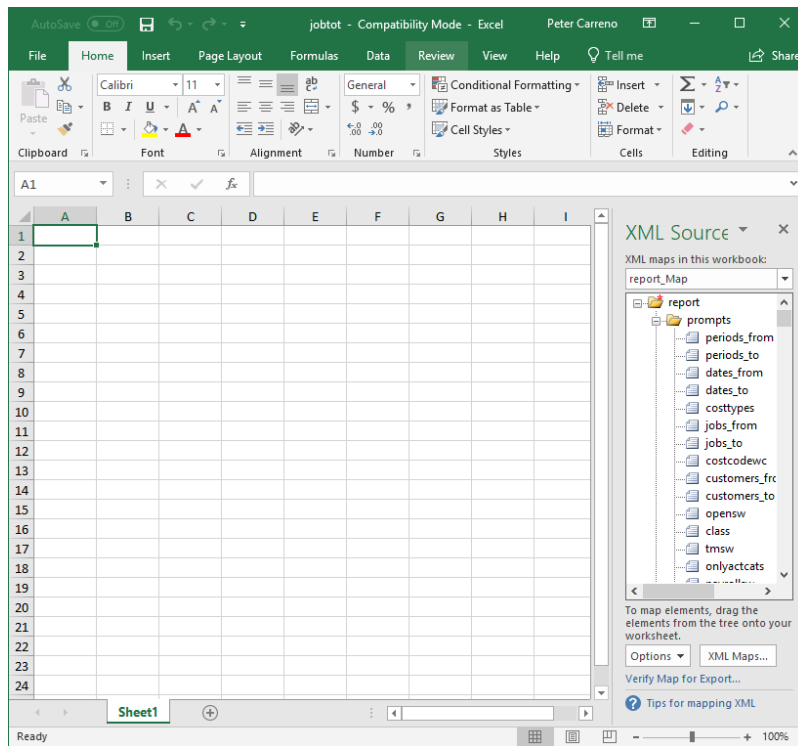 AutoSave Off jobtot - Compatibility Mode - Excel Peter Carreno
File Home Insert Page Layout Formulas Data Review View Help Tell me Share
Paste
Calibri 11
B I U A A
A
ab
General
$ % ,
.00 .0
Conditional Formatting
Format as Table
Cell Styles
Insert
Delete
Format
Clipboard Font Alignment Number Styles Cells Editing
A1 fx
A B C D E F G H I
1
2
3
4
5
6
7
8
9
10
11
12
13
14
15
16
17
18
19
20
21
22
23
24
XML Source
XML maps in this workbook:
report_Map
report
prompts
periods_from
periods_to
dates_from
dates_to
costtypes
jobs_from
jobs_to
costcodewc
customers_frc
customers_to
opensw
class
tmsw
onlyactcats
To map elements, drag the
elements from the tree onto your
worksheet.
Options XML Maps...
Verify Map for Export...
Tips for mapping XML
Sheet1
Ready 100%